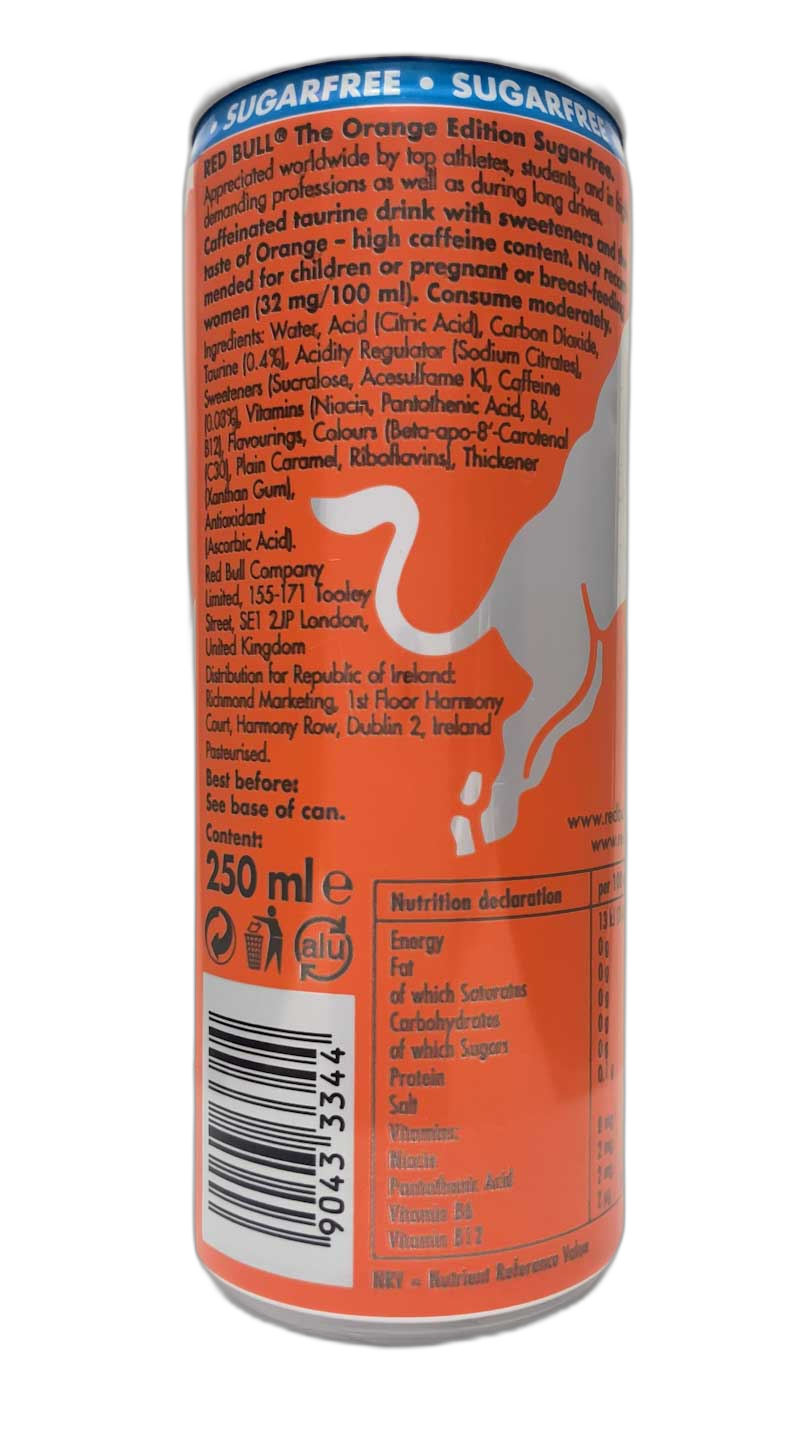 • SUGARFREE • SUGARFREE
RED BULL® The Orange Edition Sugarfree.
Appreciated worldwide by top athletes, students, and in
demanding professions as well as during long drives.
Caffeinated taurine drink with sweeteners and
taste of Orange – high caffeine content. Not
mended for children or pregnant or breast-feeding
women (32 mg/100 ml). Consume moderately.
Ingredients: Water, Acid (Citric Acid), Carbon Dioxide,
Taurine (0.4%), Acidity Regulator (Sodium Citrates),
Sweeteners (Sucralose, Acesulfame K), Caffeine
(0.03%), Vitamins (Niacin, Pantothenic Acid, B6,
B12), Flavourings, Colours (Beta-apo-8'-Carotenal
(C30), Plain Caramel, Riboflavins), Thickener
(Xanthan Gum),
Antioxidant
(Ascorbic Acid).
Red Bull Company
Limited, 155-171 Tooley
Street, SE1 2JP London,
United Kingdom
Distribution for Republic of Ireland:
Richmond Marketing, 1st Floor Harmony
Court, Harmony Row, Dublin 2, Ireland
Pasteurised.
Best before:
See base of can.
Content:
250 ml e
alu
9043 3344
Nutrition declaration per
Energy 13
Fat 0g
of which Saturates 0g
Carbohydrates 0g
of which Sugars 0g
Protein 0g
Salt
Vitamins:
Niacin 8 mg
Pantothenic Acid 2 mg
Vitamin B6
Vitamin B12
NRV = Nutrient Reference Value